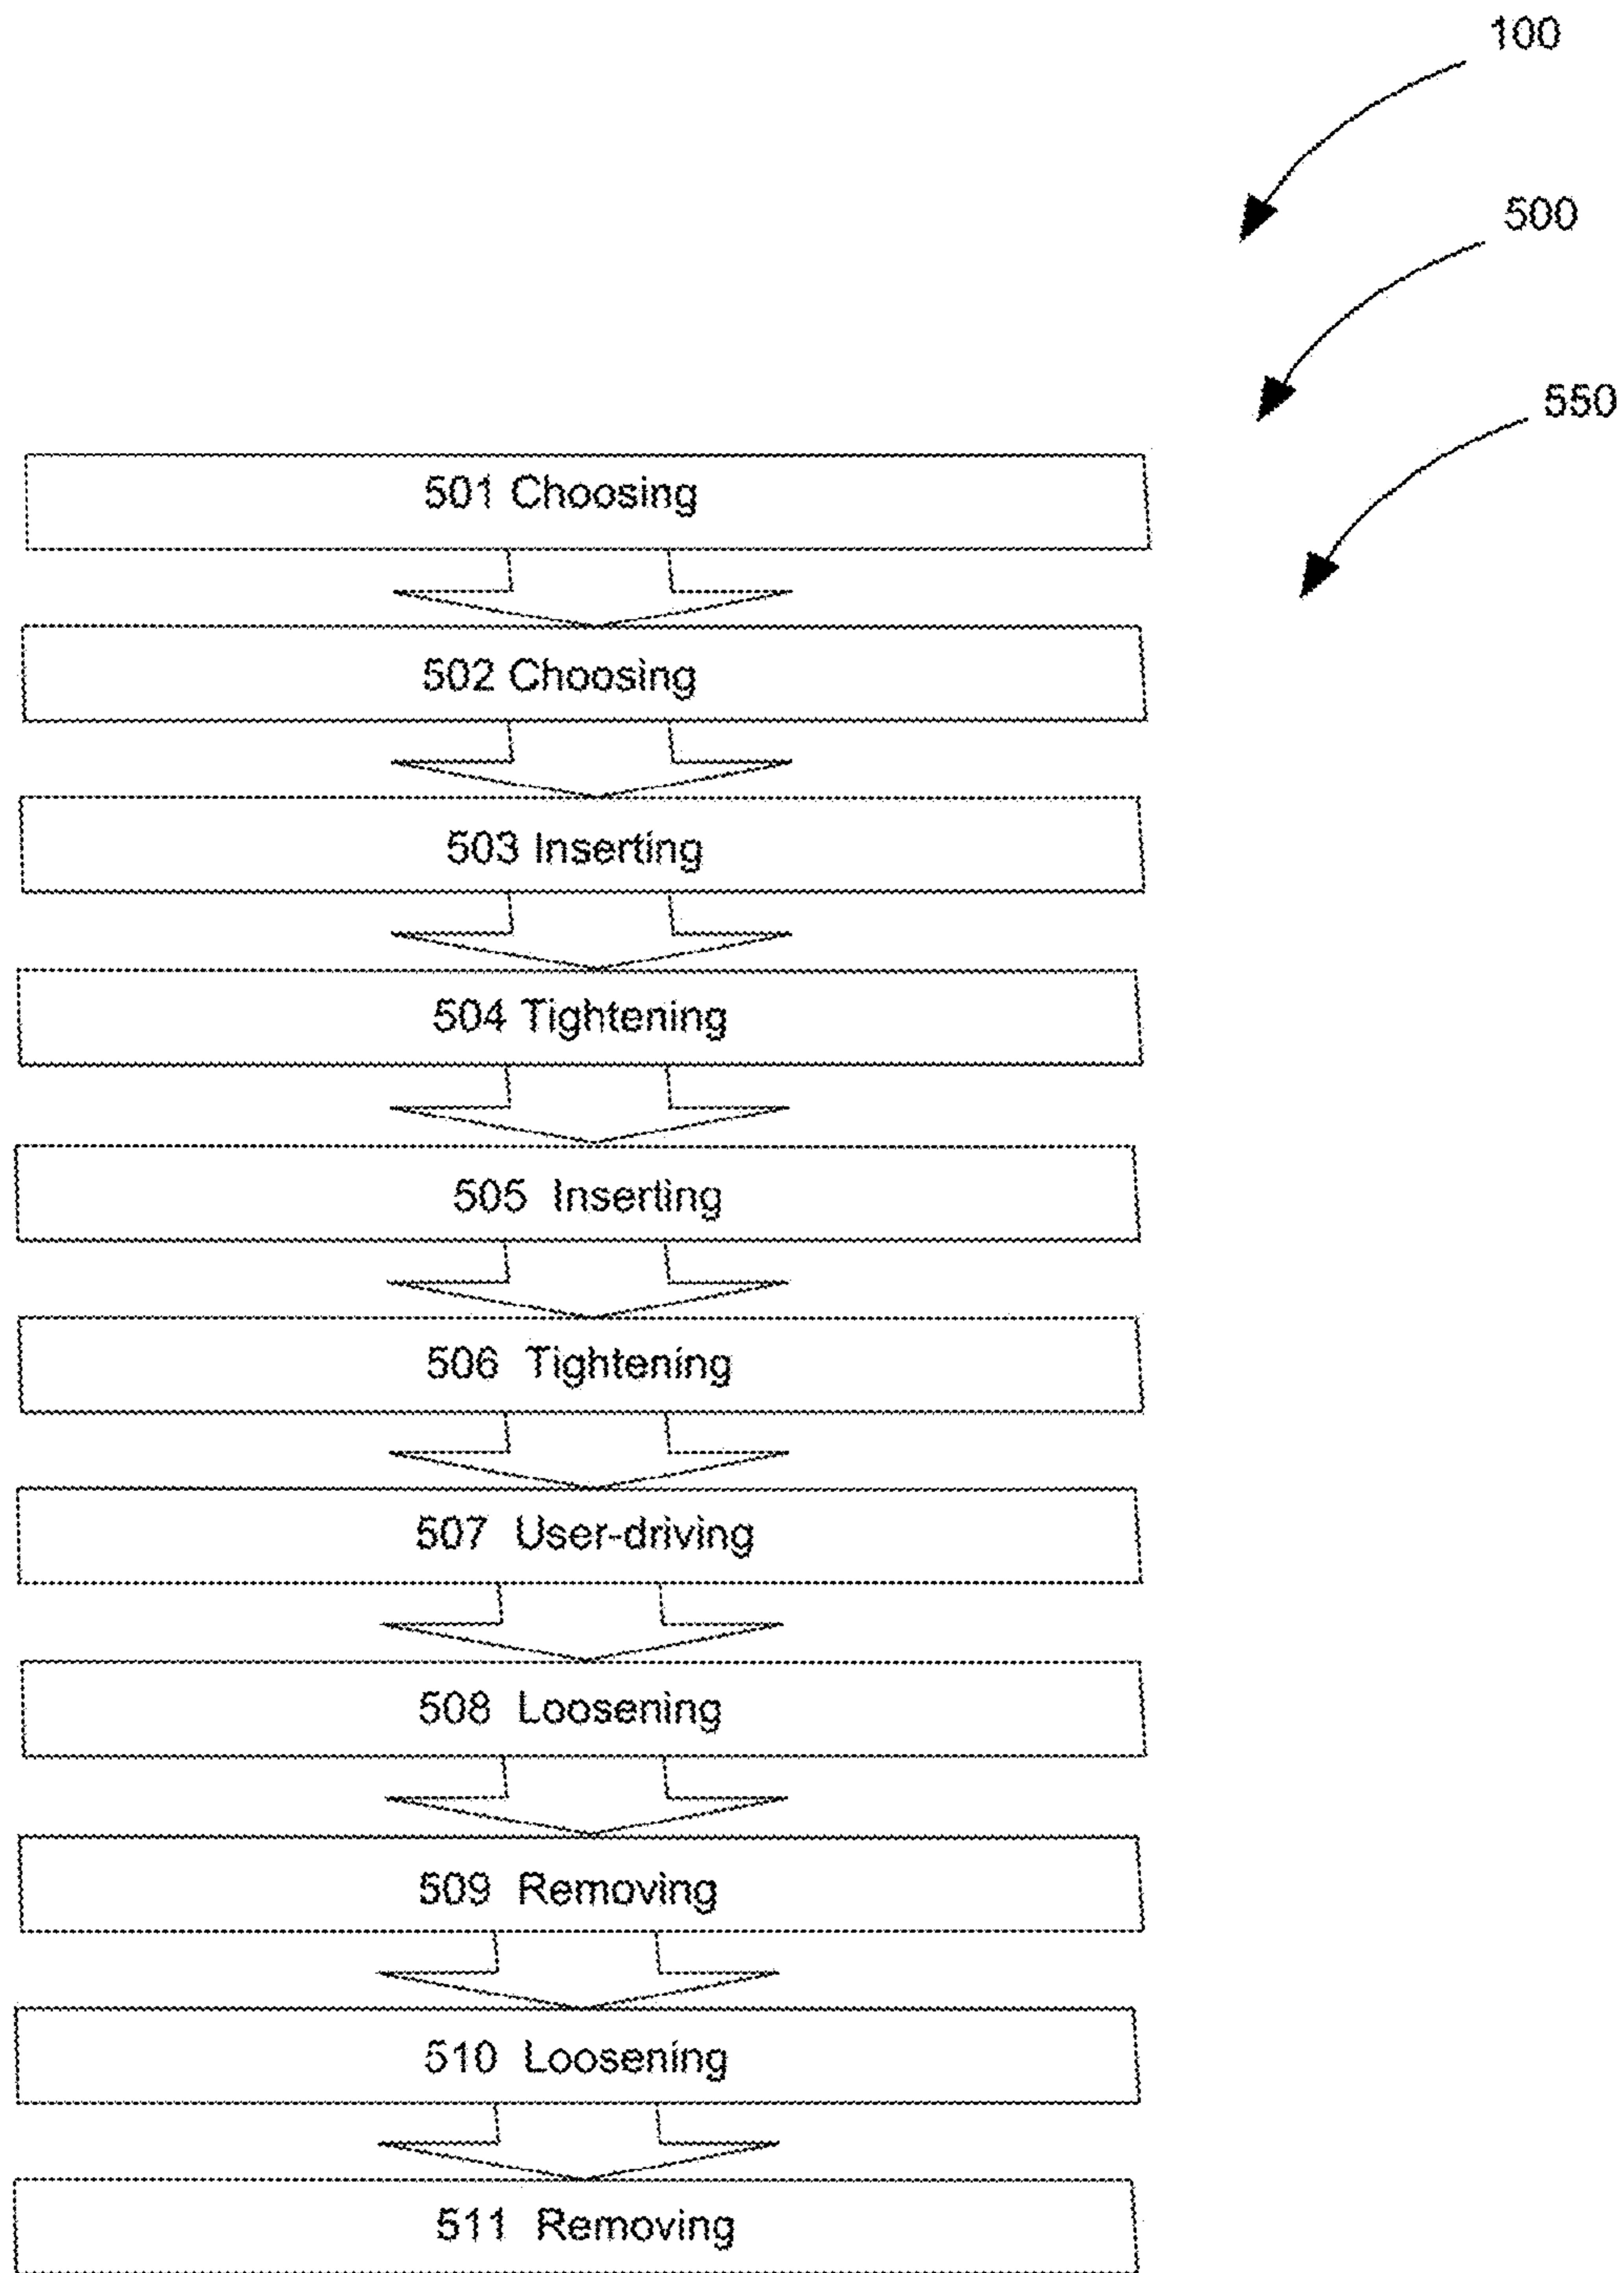 100
500
550
501 Choosing
502 Choosing
503 Inserting
504 Tightening
505 Inserting
506 Tightening
507 User-driving
508 Loosening
509 Removing
510 Loosening
511 Removing